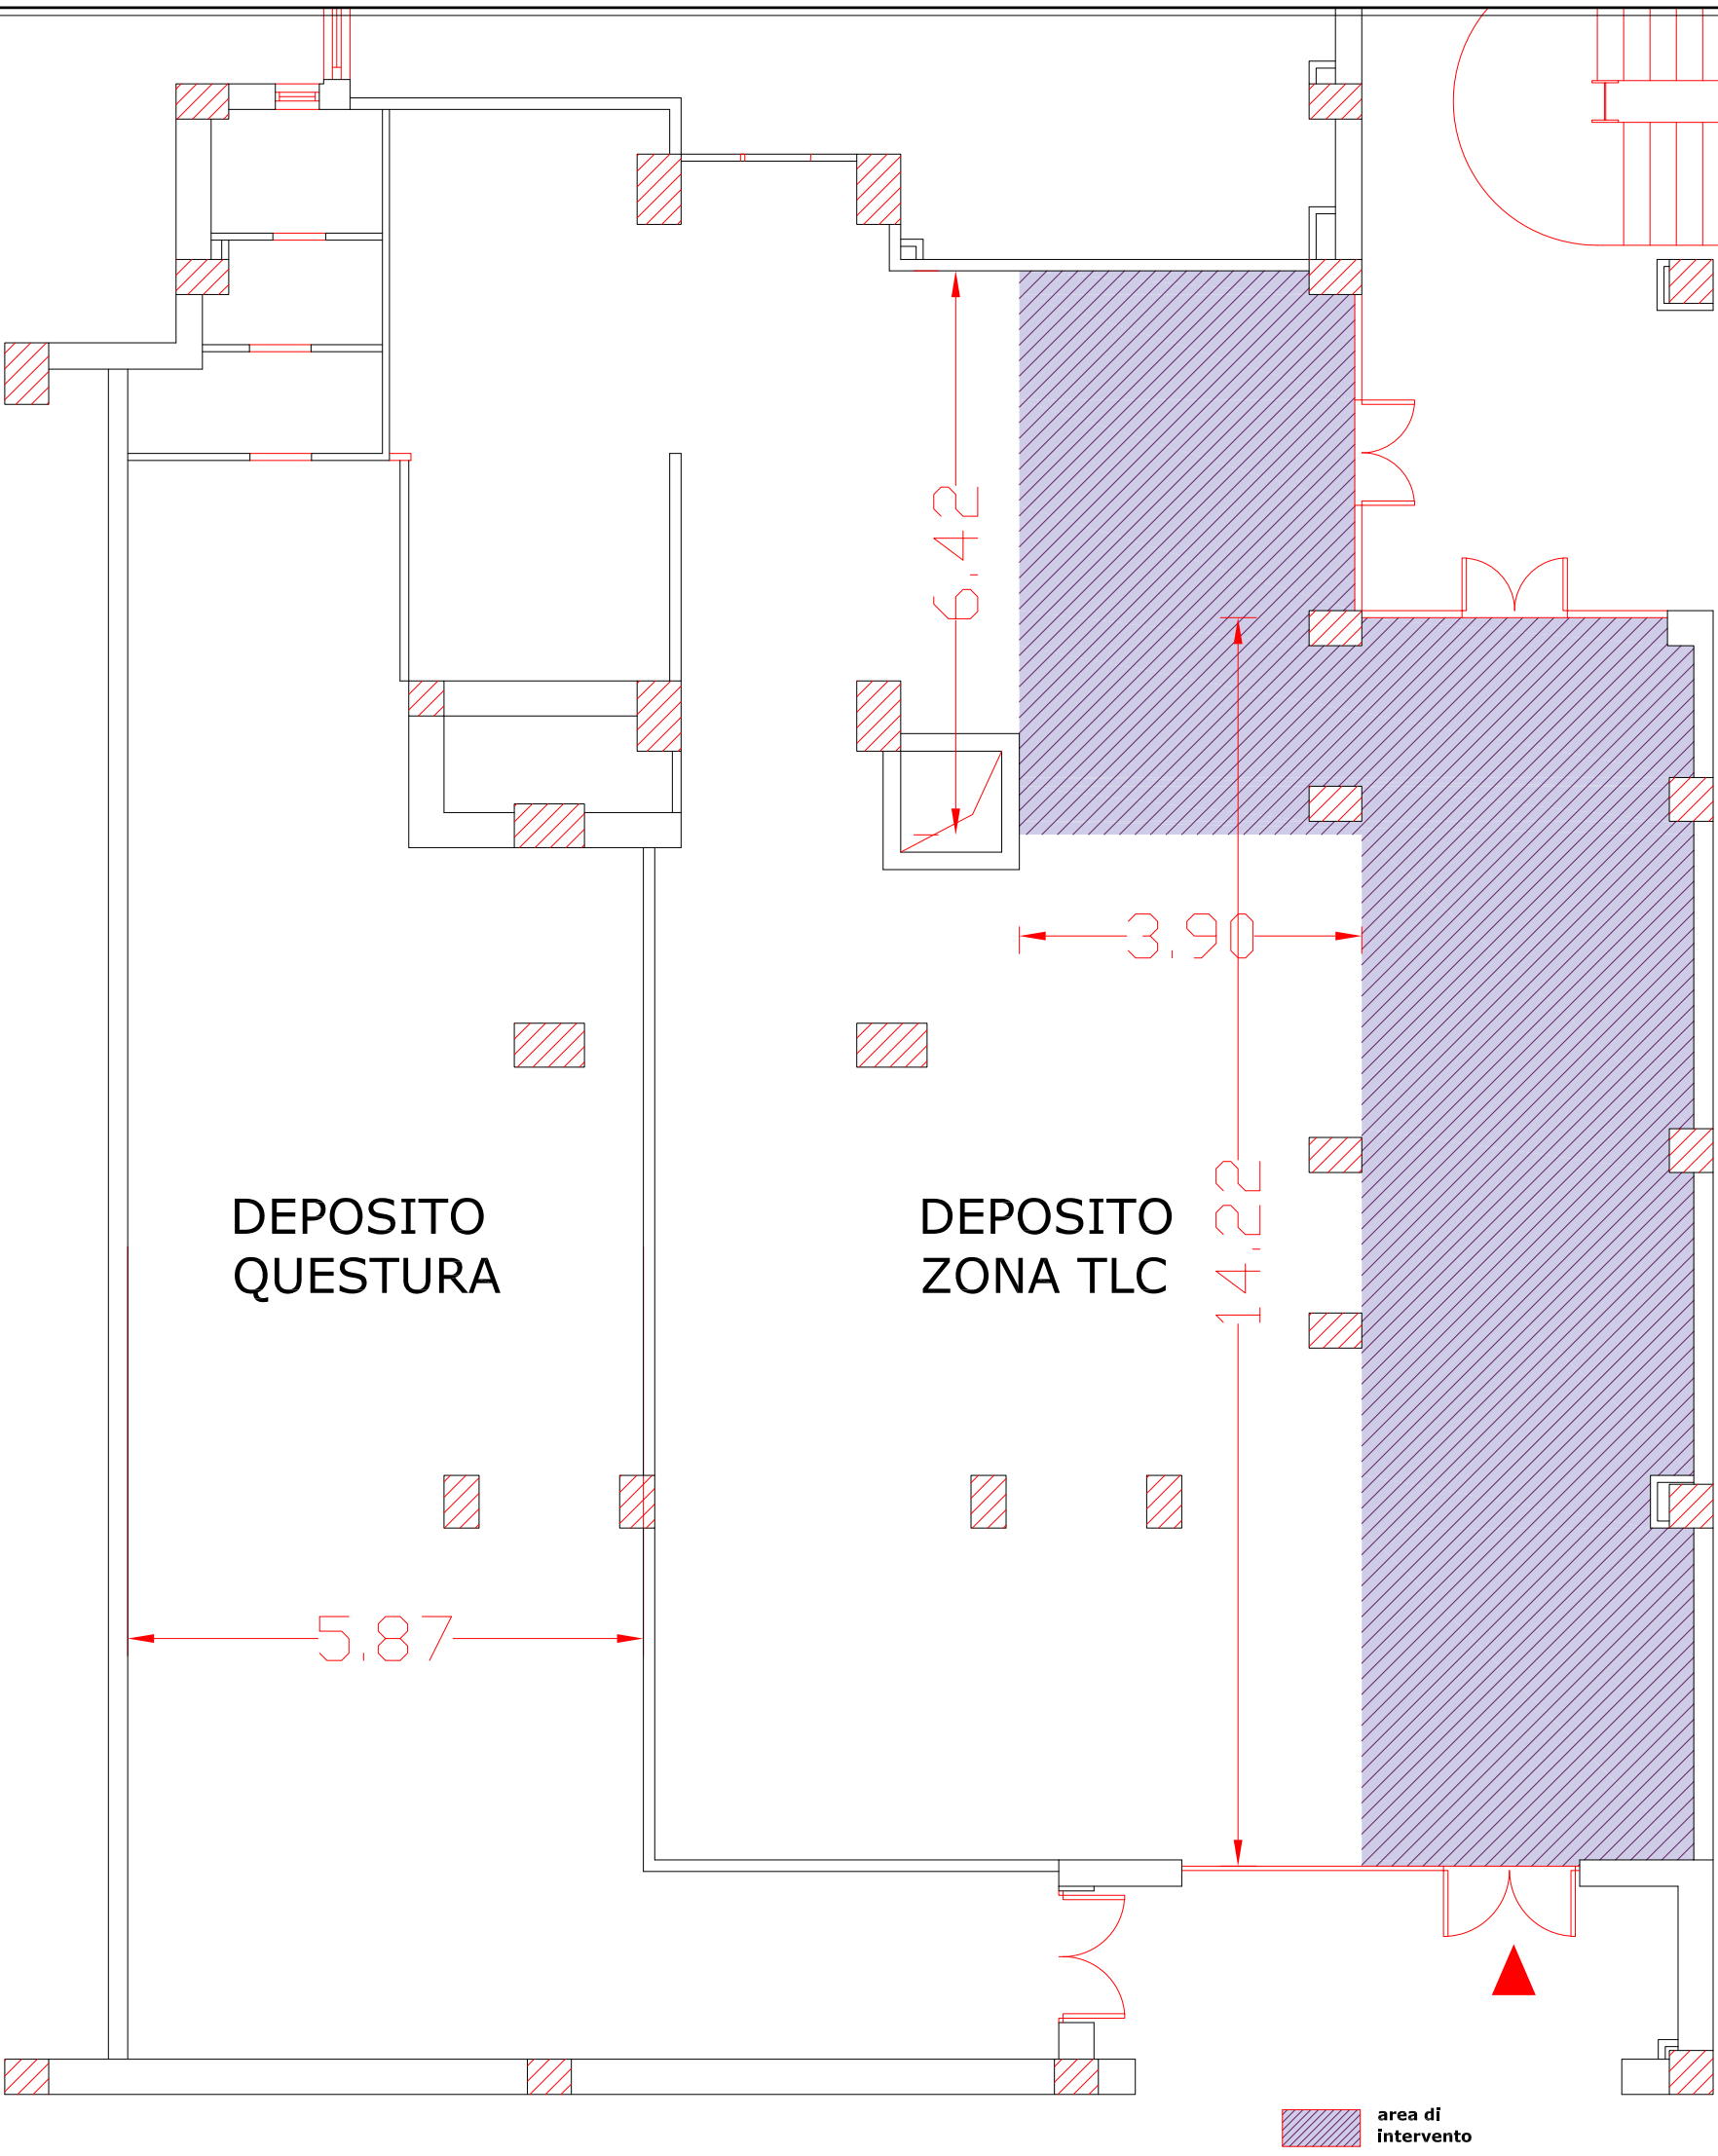 6.42
3.90
DEPOSITO
QUESTURA
DEPOSITO
ZONA TLC
14.22
5.87
area di
intervento